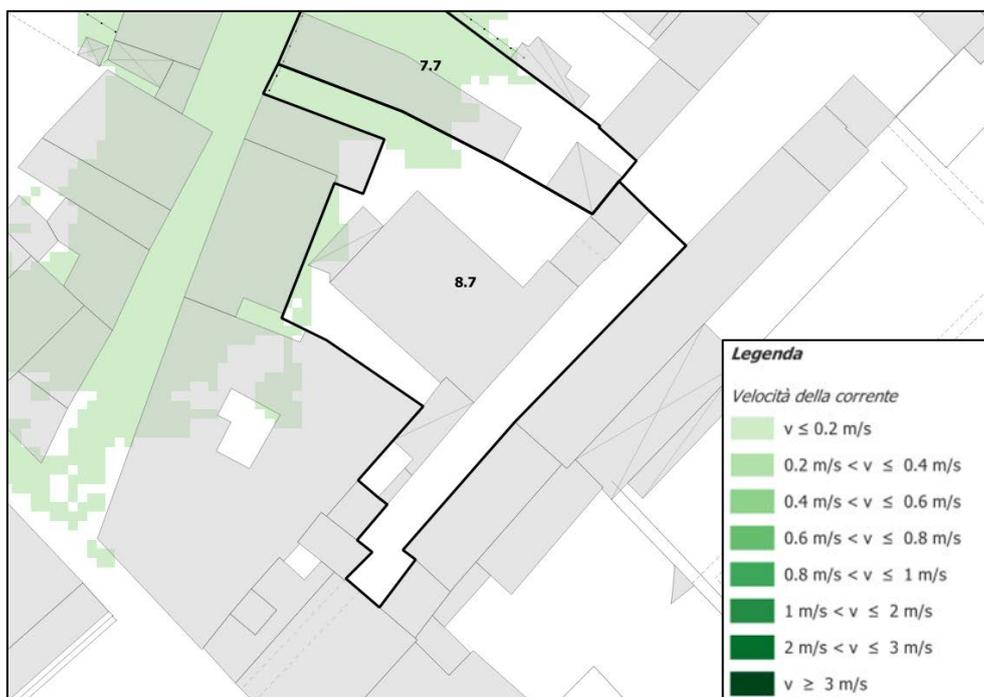 7.7
8.7
Legenda
Velocità della corrente
v ≤ 0.2 m/s
0.2 m/s < v ≤ 0.4 m/s
0.4 m/s < v ≤ 0.6 m/s
0.6 m/s < v ≤ 0.8 m/s
0.8 m/s < v ≤ 1 m/s
1 m/s < v ≤ 2 m/s
2 m/s < v ≤ 3 m/s
v ≥ 3 m/s